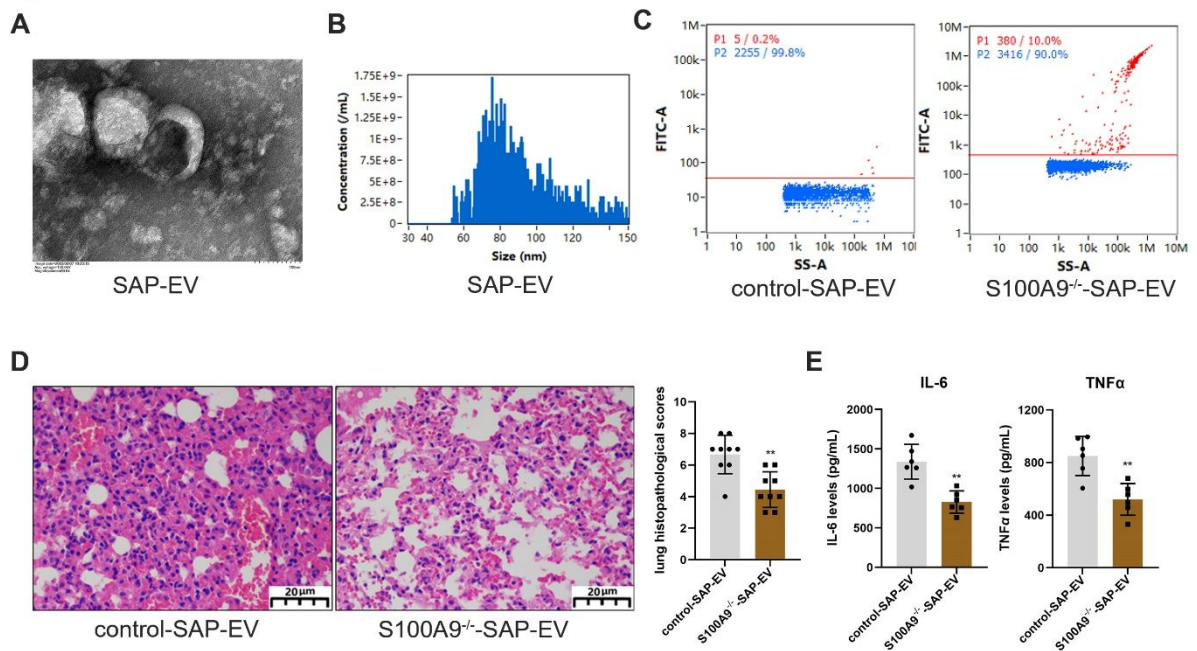 A
SAP-EV
B
Concentration (/mL)
1.75E+9
1.5E+9
1.25E+9
1E+9
7.5E+8
5E+8
2.5E+8
0
30 40 60 80 100 120 140 150
Size (nm)
SAP-EV
C
P1 5 / 0.2%
P2 2255 / 99.8%
FITC-A
1M
100k
10k
1k
100
10
1
1 10 100 1k 10k 100k 10M
SS-A
control-SAP-EV
P1 380 / 10.0%
P2 3416 / 90.0%
FITC-A
10M
1M
100k
10k
1k
100
10
1
1 10 100 1k 10k 100k 1M 10M
SS-A
S100A9-/--SAP-EV
D
20μm
control-SAP-EV
20μm
S100A9-/--SAP-EV
lung histopathological scores
10
8
6
4
2
0
**
control-SAP-EV
S100A9-/--SAP-EV
E
IL-6
IL-6 levels (pg/mL)
1500
1000
500
0
**
control-SAP-EV
S100A9-/--SAP-EV
TNFα
TNFα levels (pg/mL)
1200
800
400
0
**
control-SAP-EV
S100A9-/--SAP-EV